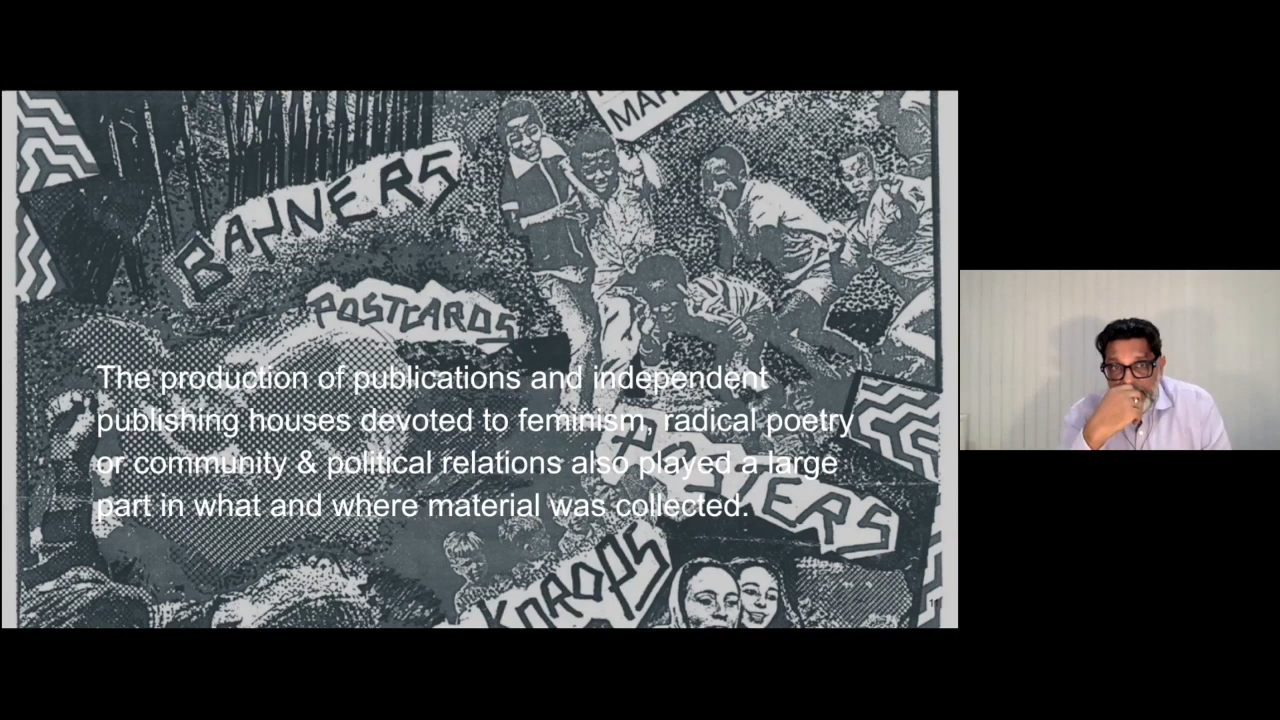 MAR
BANNERS
POSTCARDS
The production of publications and independent
publishing houses devoted to feminism, radical poetry
or community & political relations also played a large
part in what and where material was collected.
POSTERS